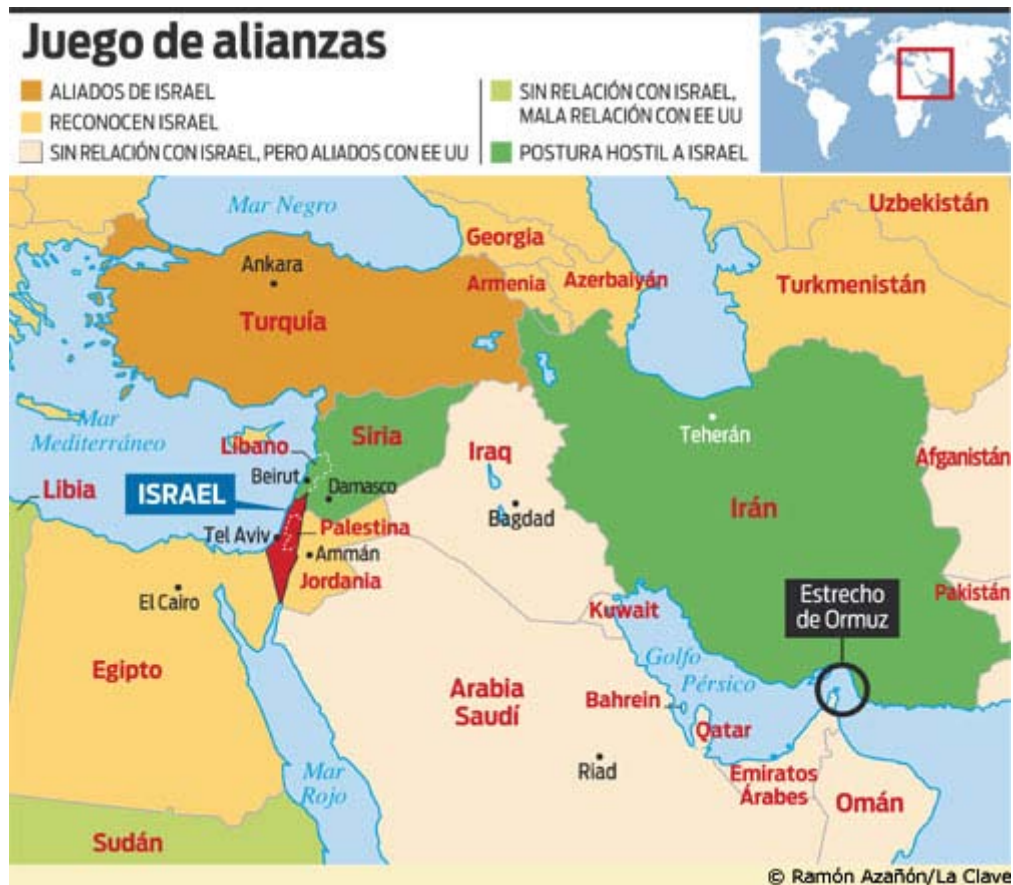 Juego de alianzas
ALIADOS DE ISRAEL
RECONOCEN ISRAEL
SIN RELACIÓN CON ISRAEL, PERO ALIADOS CON EE UU
SIN RELACIÓN CON ISRAEL,
MALA RELACIÓN CON EE UU
POSTURA HOSTIL A ISRAEL
Mar Negro
Uzbekistán
Georgia
Ankara
Armenia
Azerbaiyán
Turkmenistán
Turquía
Mar
Mediterráneo
Siria
Teherán
Líbano
Iraq
Afganistán
Beirut
Damasco
Libia
ISRAEL
Irán
Bagdad
Palestina
Tel Aviv
Ammán
Jordania
Pakistán
El Cairo
Estrecho
de Ormuz
Kuwait
Golfo
Pérsico
Egipto
Arabia
Saudí
Bahrein
Qatar
Riad
Mar
Rojo
Emiratos
Árabes
Omán
Sudán
© Ramón Azañón/La Clave